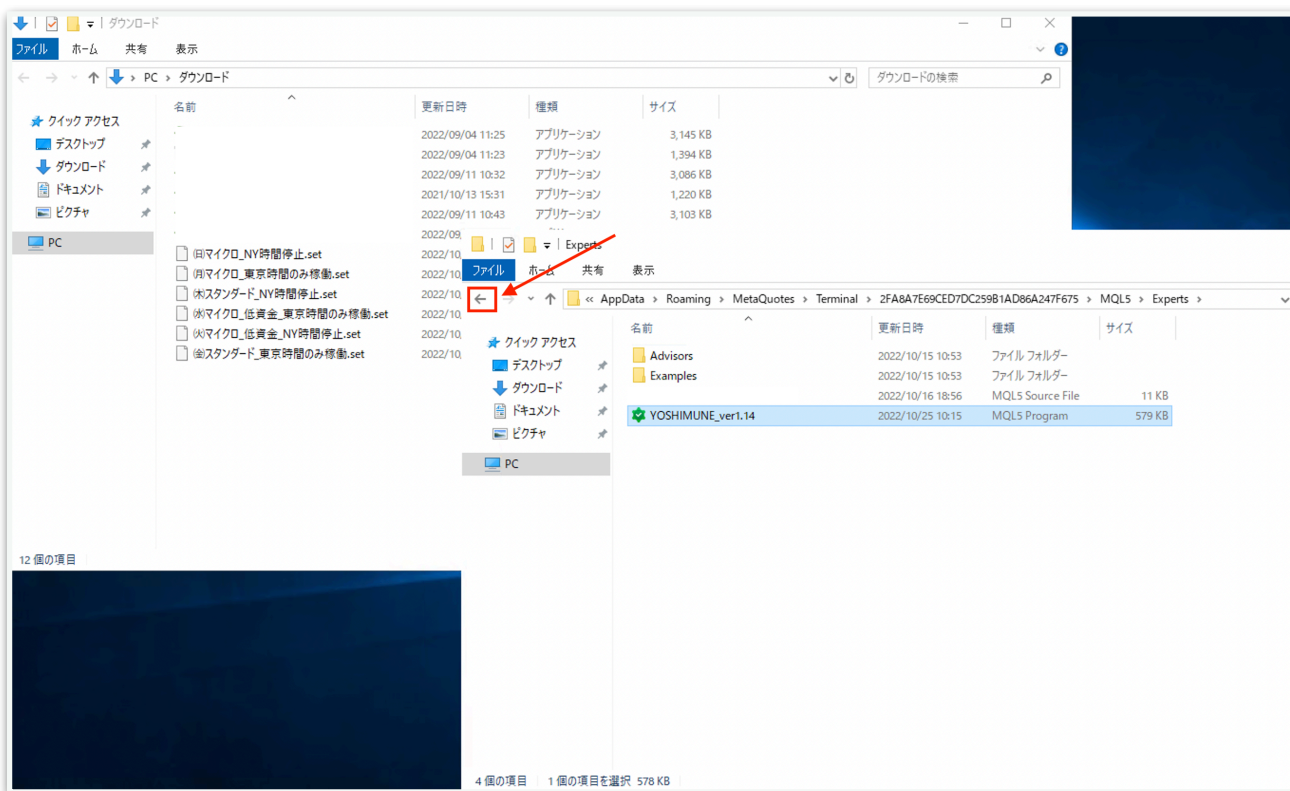 ダウンロード
ファイル ホーム 共有 表示
PC › ダウンロード ダウンロードの検索
名前 更新日時 種類 サイズ
クイック アクセス
デスクトップ
ダウンロード
ドキュメント
ピクチャ
PC
2022/09/04 11:25 アプリケーション 3,145 KB
2022/09/04 11:23 アプリケーション 1,394 KB
2022/09/11 10:32 アプリケーション 3,086 KB
2021/10/13 15:31 アプリケーション 1,220 KB
2022/09/11 10:43 アプリケーション 3,103 KB
2022/09
㈰マイクロ_NY時間停止.set 2022/10
㈪マイクロ_東京時間のみ稼働.set 2022/10
㈭スタンダード_NY時間停止.set 2022/10
㈬マイクロ_低資金_東京時間のみ稼働.set 2022/10
㈫マイクロ_低資金_NY時間停止.set 2022/10
㈮スタンダード_東京時間のみ稼働.set 2022/10
12 個の項目
Experts
ファイル ホーム 共有 表示
« AppData › Roaming › MetaQuotes › Terminal › 2FA8A7E69CED7DC259B1AD86A247F675 › MQL5 › Experts ›
名前 更新日時 種類 サイズ
クイック アクセス
デスクトップ
ダウンロード
ドキュメント
ピクチャ
PC
Advisors 2022/10/15 10:53 ファイル フォルダー
Examples 2022/10/15 10:53 ファイル フォルダー
2022/10/16 18:56 MQL5 Source File 11 KB
YOSHIMUNE_ver1.14 2022/10/25 10:15 MQL5 Program 579 KB
4 個の項目 1 個の項目を選択 578 KB